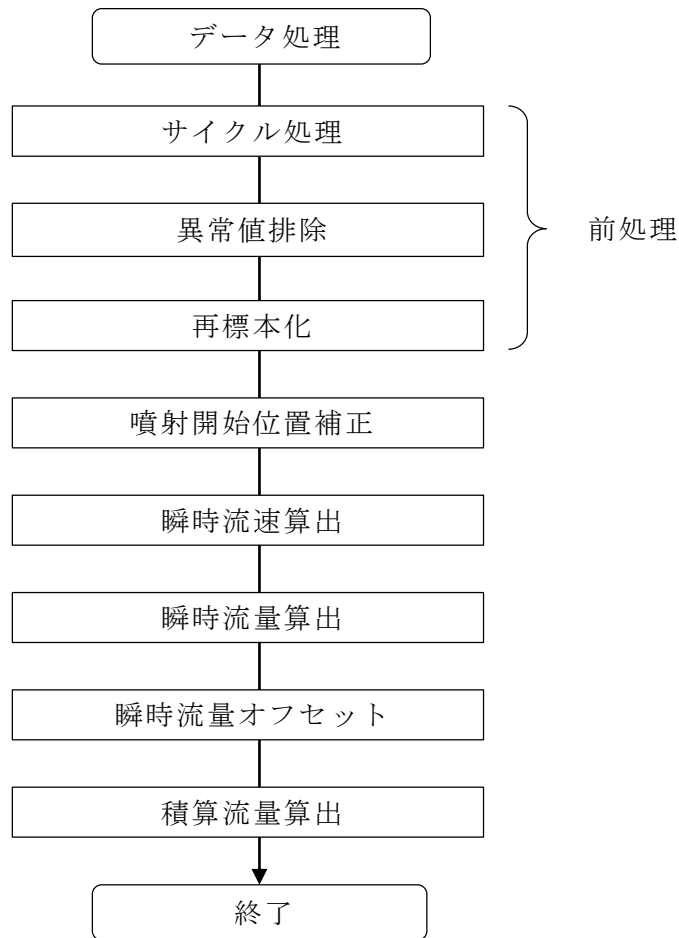 データ処理
サイクル処理
異常値排除
前処理
再標本化
噴射開始位置補正
瞬時流速算出
瞬時流量算出
瞬時流量オフセット
積算流量算出
終了